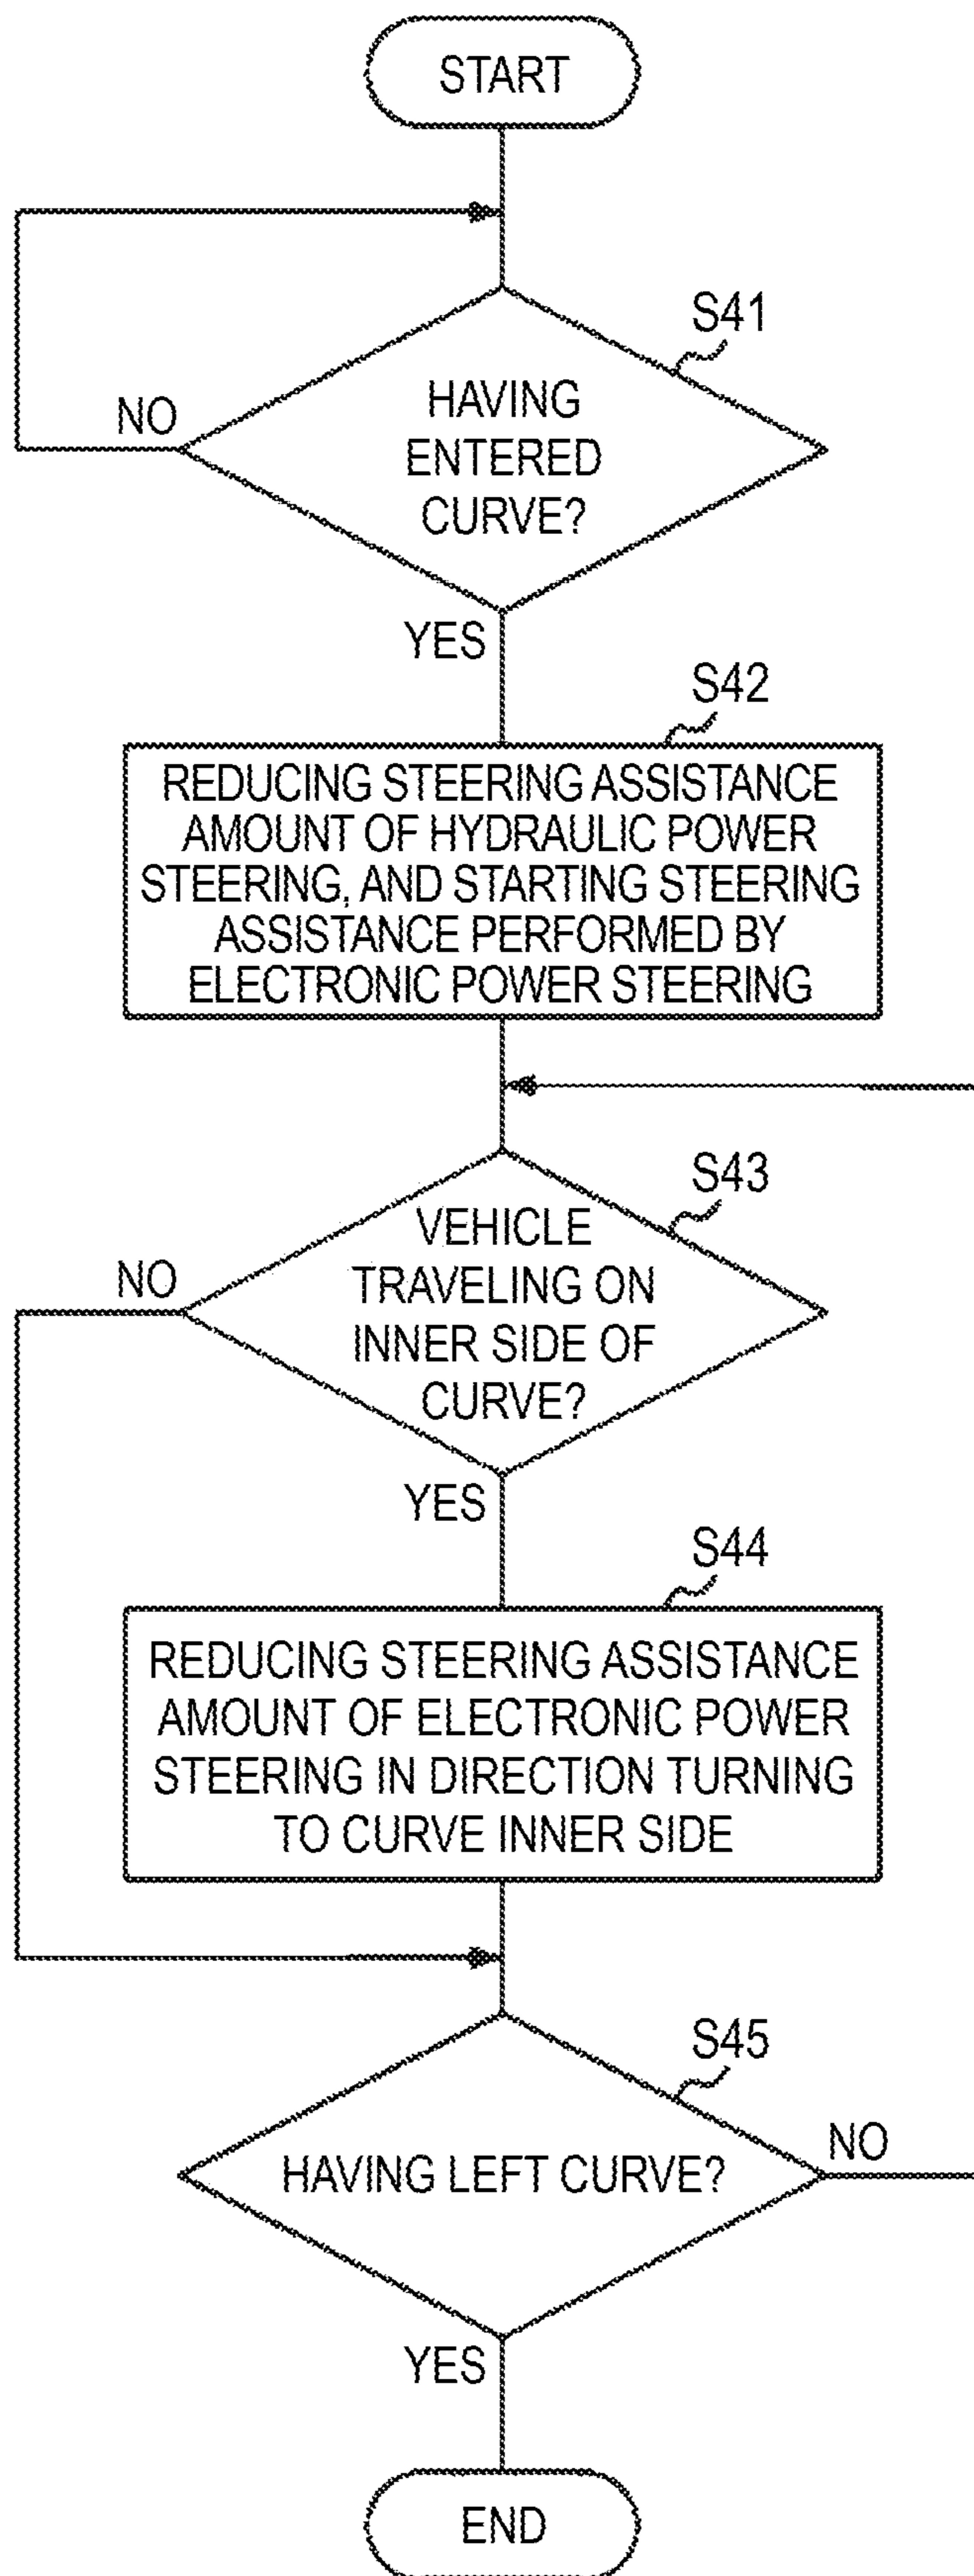 START
S41
NO
HAVING
ENTERED
CURVE?
YES
S42
REDUCING STEERING ASSISTANCE
AMOUNT OF HYDRAULIC POWER
STEERING, AND STARTING STEERING
ASSISTANCE PERFORMED BY
ELECTRONIC POWER STEERING
S43
NO
VEHICLE
TRAVELING ON
INNER SIDE OF
CURVE?
YES
S44
REDUCING STEERING ASSISTANCE
AMOUNT OF ELECTRONIC POWER
STEERING IN DIRECTION TURNING
TO CURVE INNER SIDE
S45
HAVING LEFT CURVE?
NO
YES
END